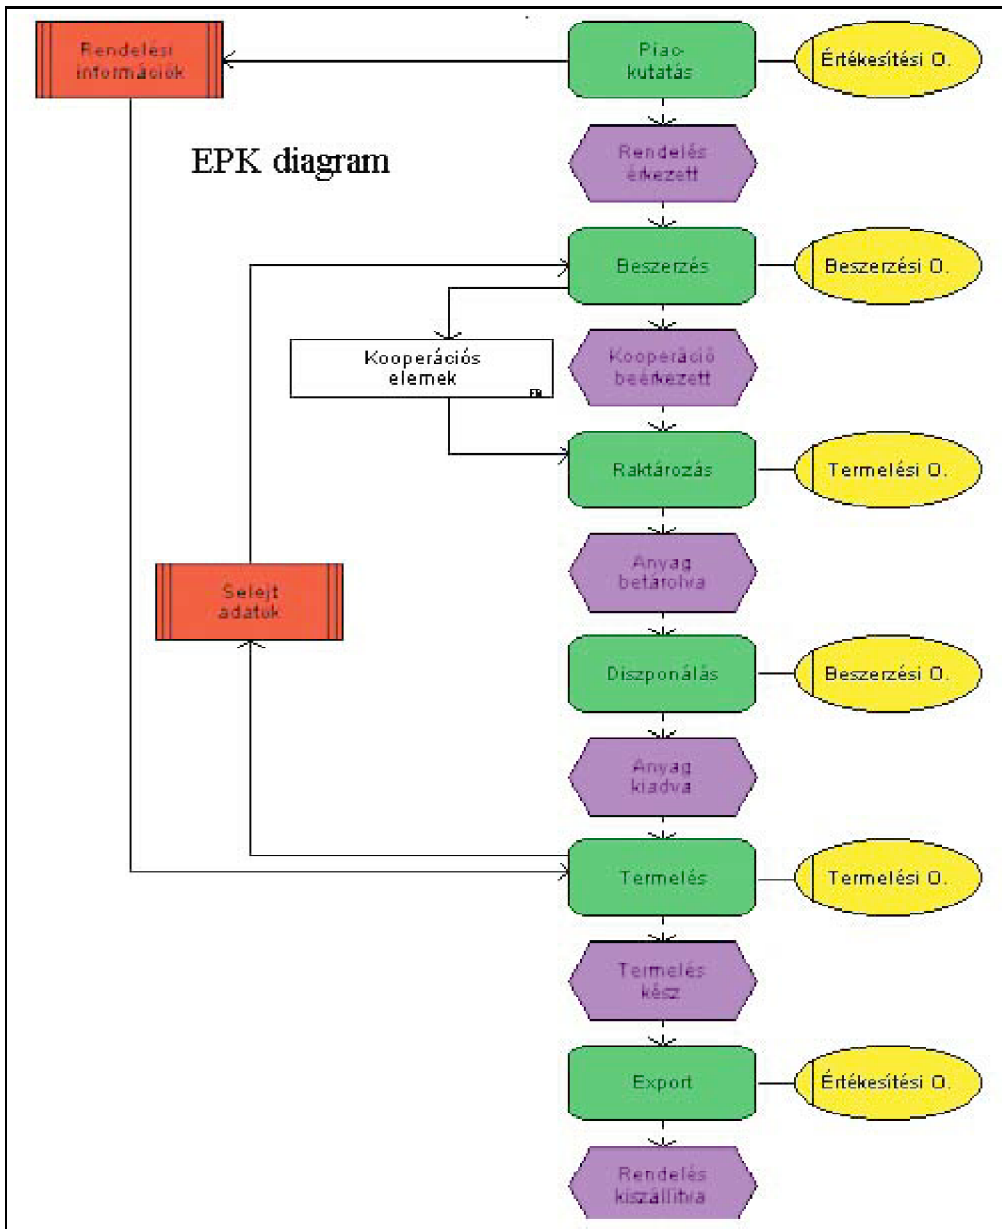 Rendelési
információk
Piac-
kutatás
Értékesítési O.
EPK diagram
Rendelés
érkezett
Beszerzés
Beszerzési O.
Kooperációs
elemek
Kooperáció
beérkezett
Raktározás
Termelési O.
Anyag
betárolva
Selejt
adatok
Diszponálás
Beszerzési O.
Anyag
kiadva
Termelés
Termelési O.
Termelés
kész
Export
Értékesítési O.
Rendelés
kiszállítva